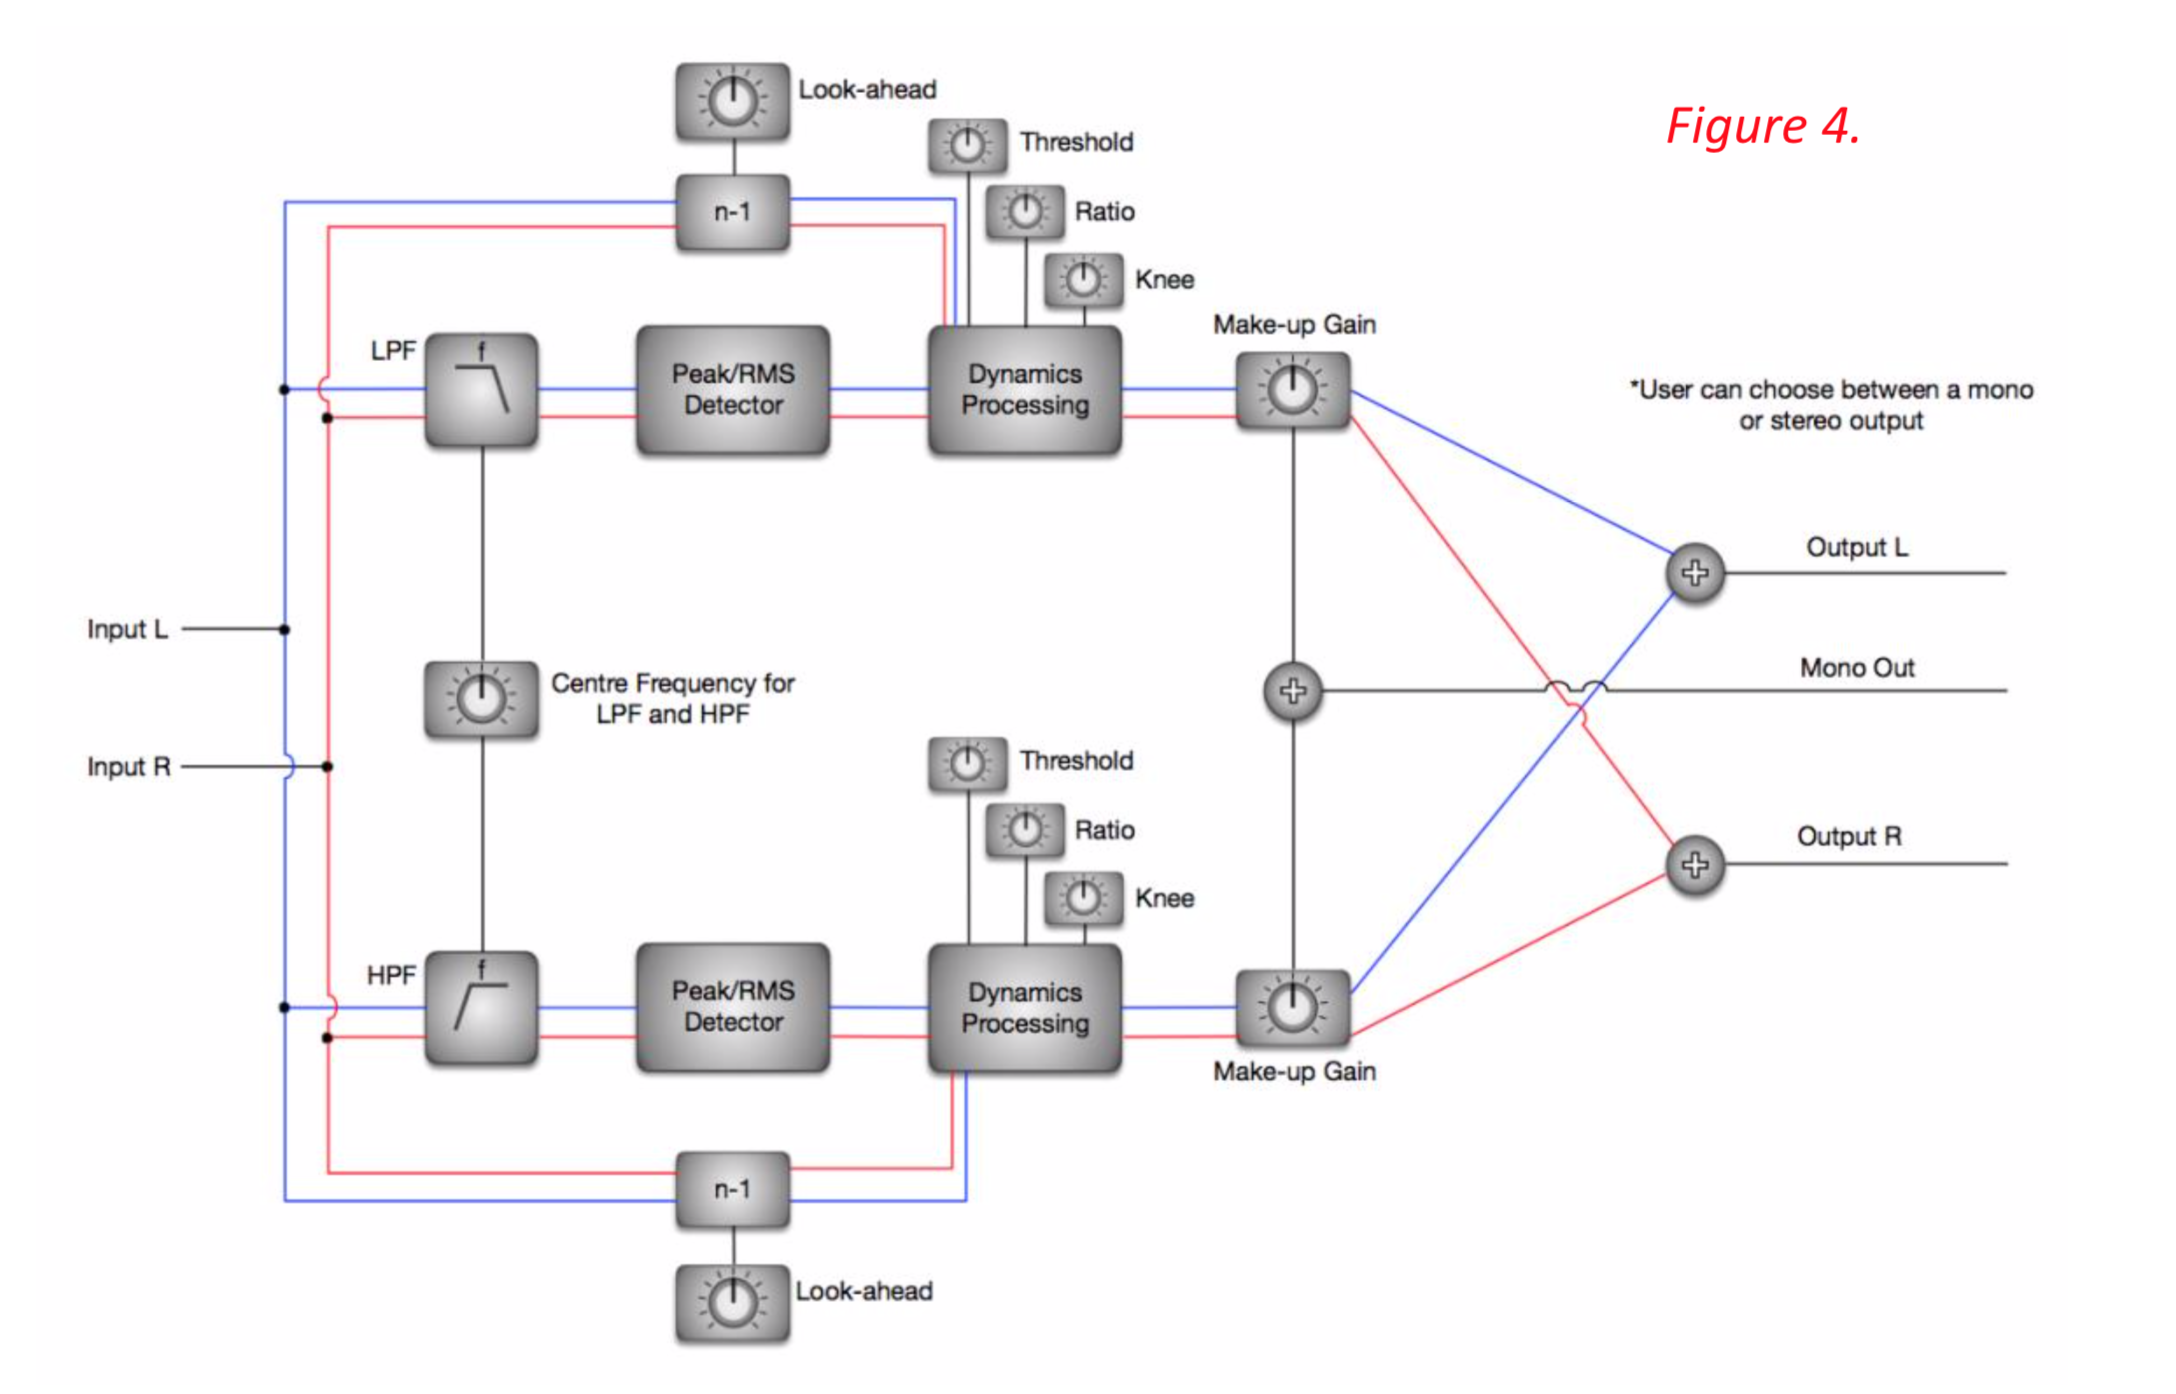 Look-ahead
Figure 4.
Threshold
n-1
Ratio
Knee
Make-up Gain
LPF
f
Peak/RMS
Detector
Dynamics
Processing
*User can choose between a mono
or stereo output
Output L
Input L
Mono Out
Centre Frequency for
LPF and HPF
Input R
Threshold
Ratio
Output R
Knee
HPF
f
Peak/RMS
Detector
Dynamics
Processing
Make-up Gain
n-1
Look-ahead